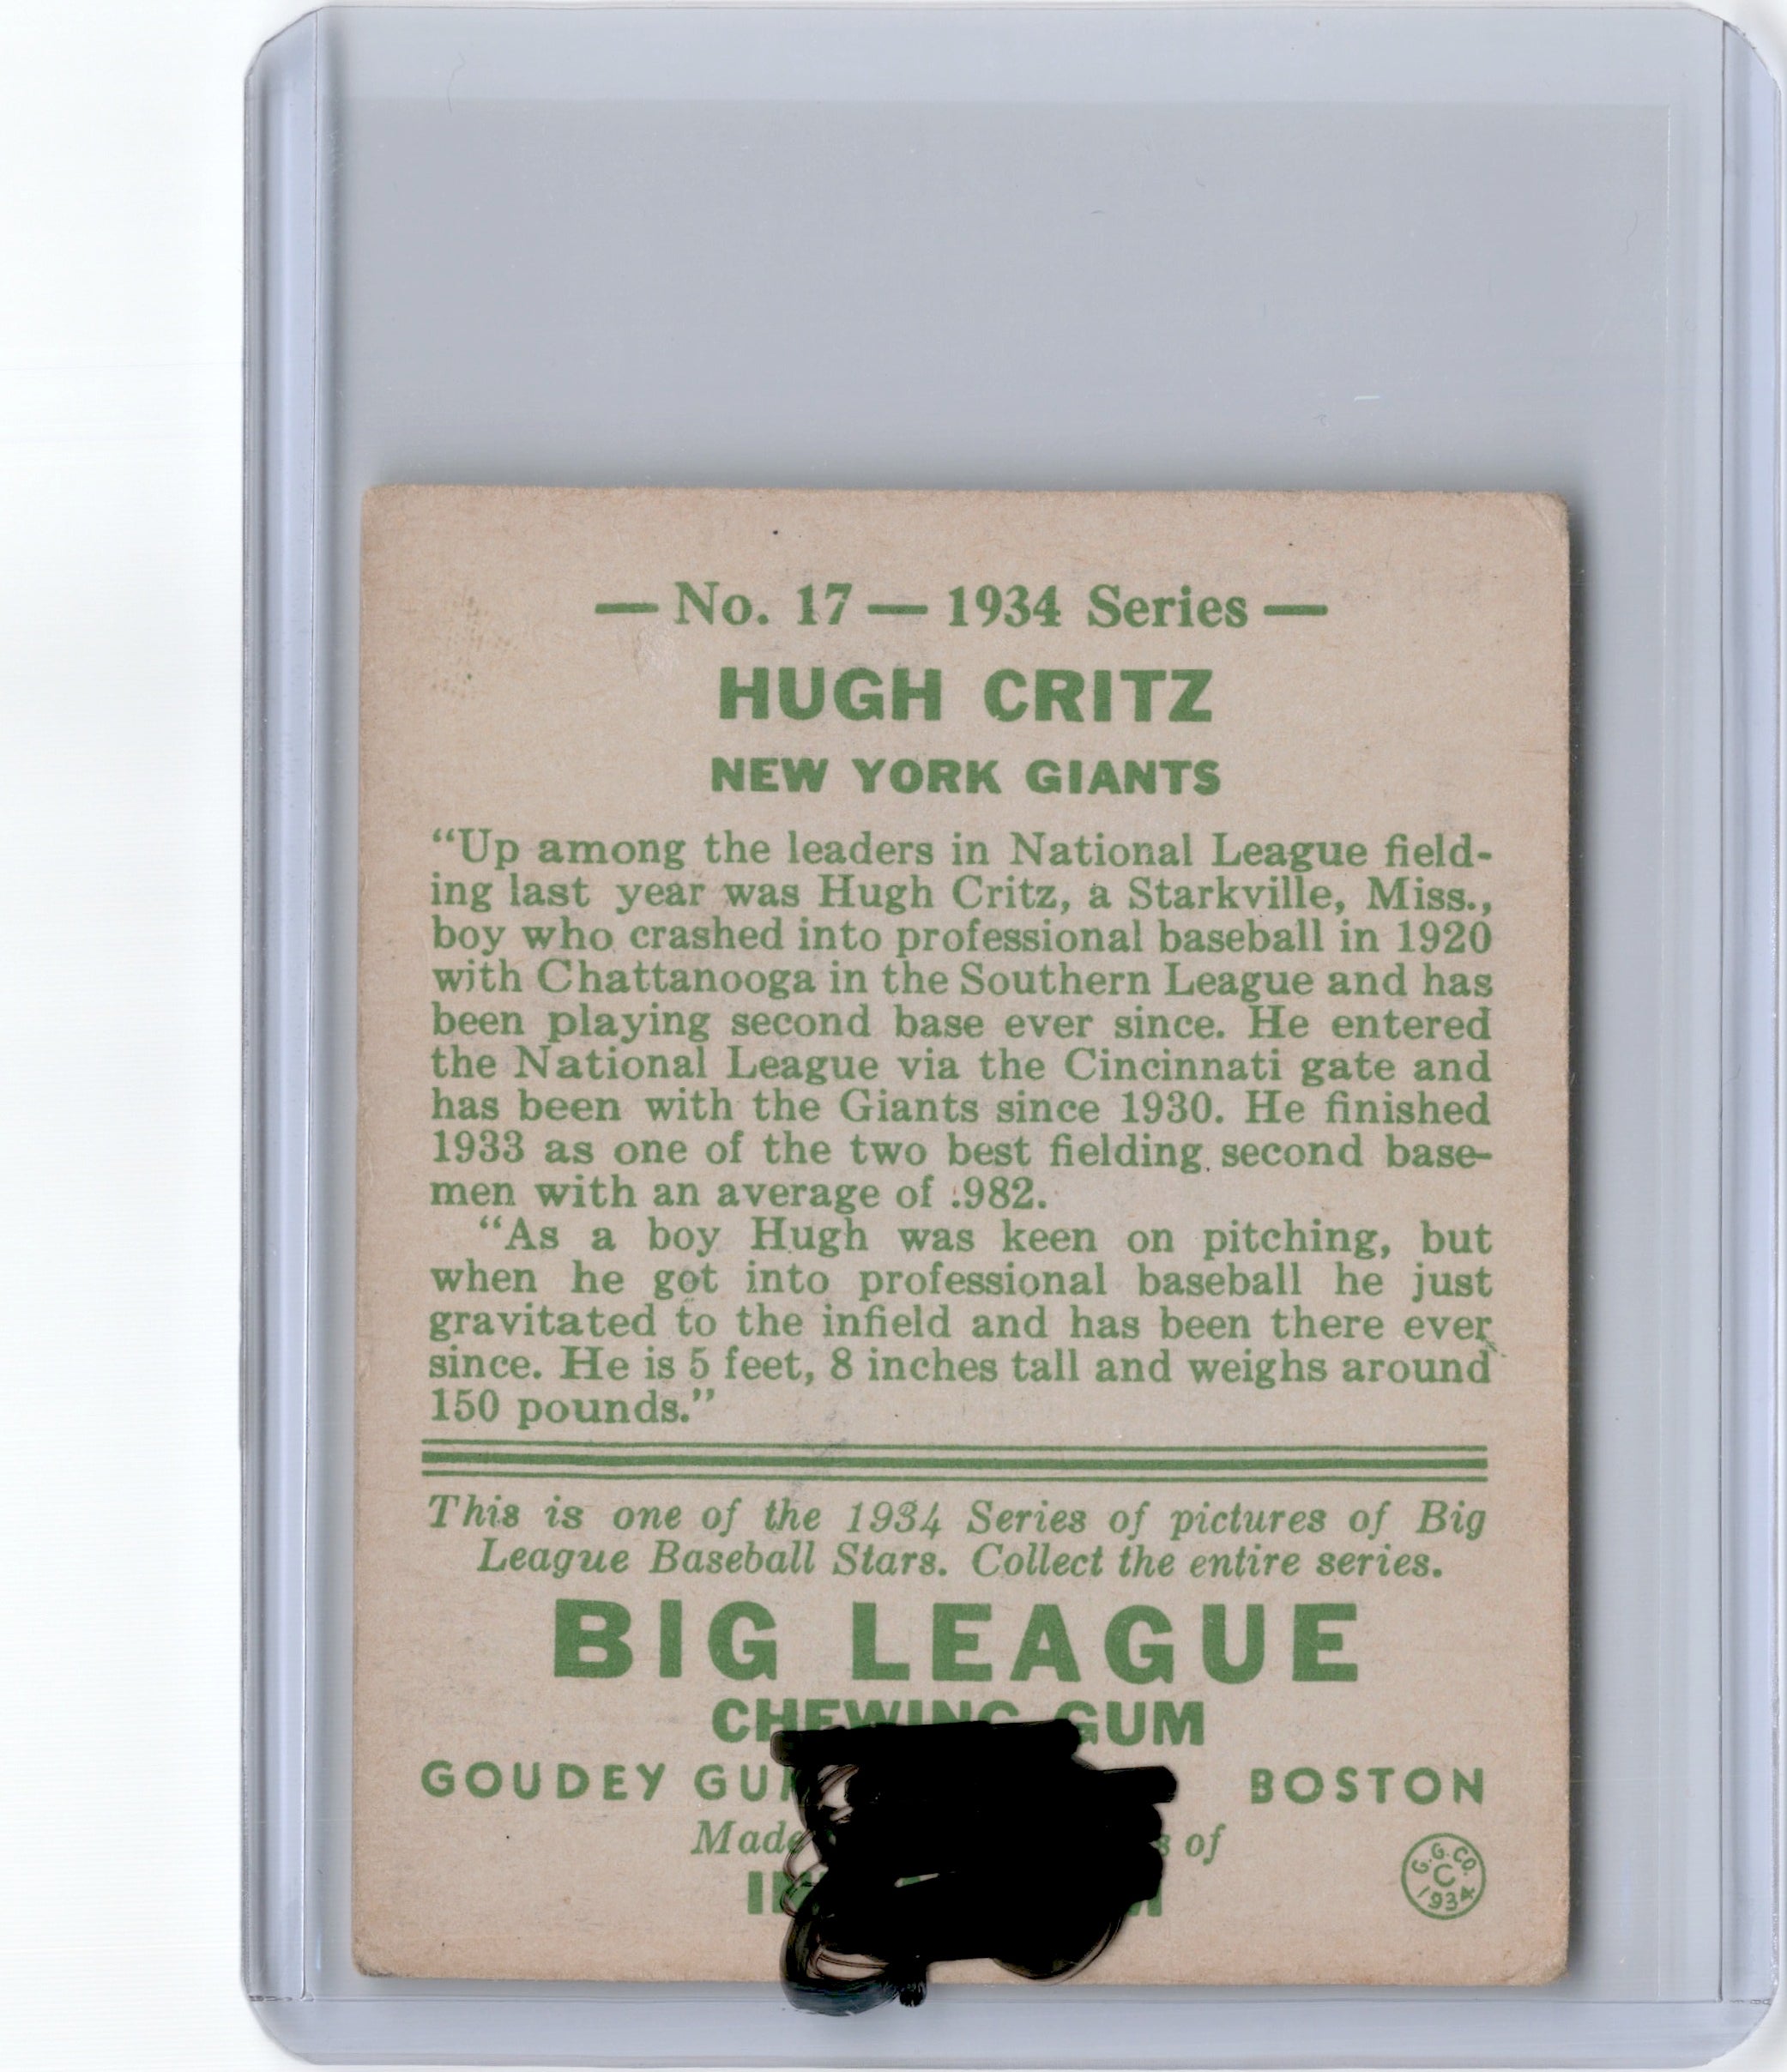 — No. 17 — 1934 Series —
HUGH CRITZ
NEW YORK GIANTS
“Up among the leaders in National League field-
ing last year was Hugh Critz, a Starkville, Miss.,
boy who crashed into professional baseball in 1920
with Chattanooga in the Southern League and has
been playing second base ever since. He entered
the National League via the Cincinnati gate and
has been with the Giants since 1930. He finished
1933 as one of the two best fielding second base-
men with an average of .982.
“As a boy Hugh was keen on pitching, but
when he got into professional baseball he just
gravitated to the infield and has been there ever
since. He is 5 feet, 8 inches tall and weighs around
150 pounds.”
This is one of the 1934 Series of pictures of Big
League Baseball Stars. Collect the entire series.
BIG LEAGUE
CHEWING GUM
GOUDEY BOSTON
Made of
G.G.CO.
C
1934